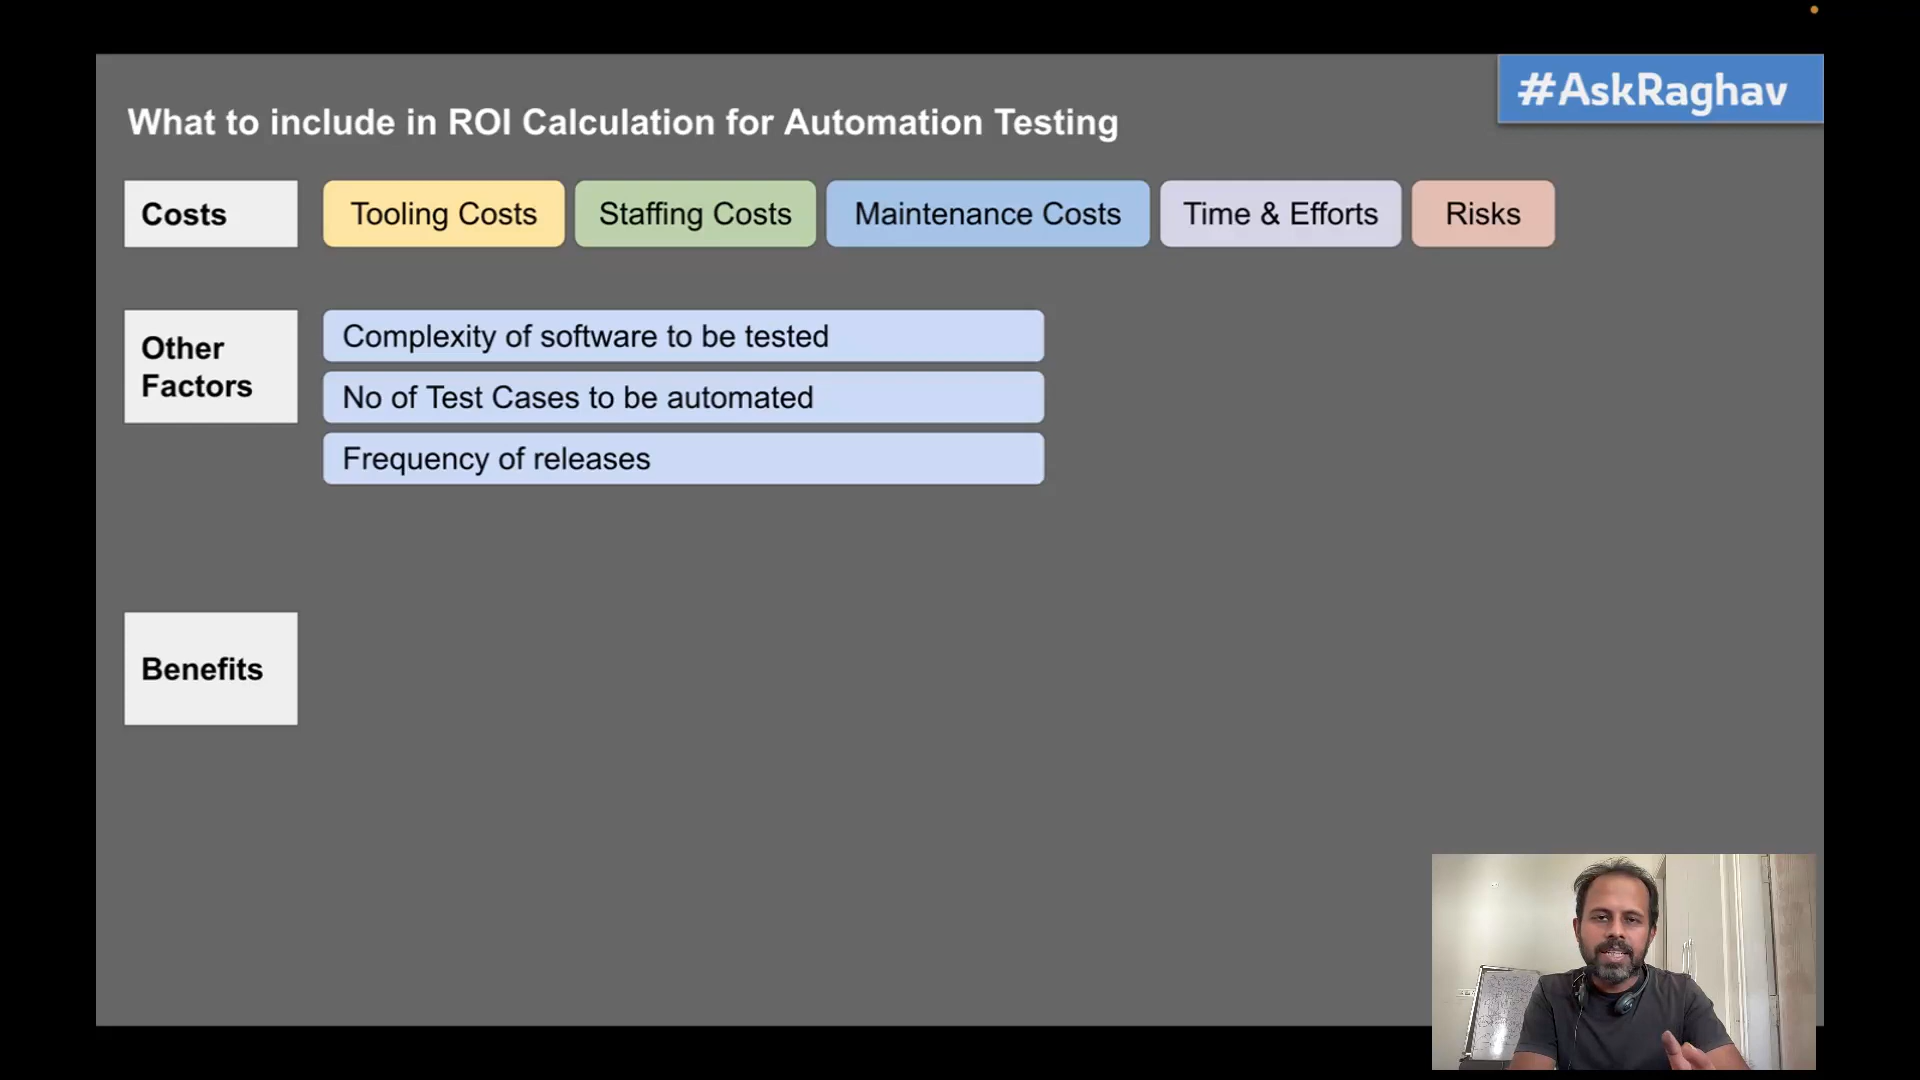 #AskRaghav
What to include in ROI Calculation for Automation Testing
Costs
Tooling Costs
Staffing Costs
Maintenance Costs
Time & Efforts
Risks
Other
Factors
Complexity of software to be tested
No of Test Cases to be automated
Frequency of releases
Benefits